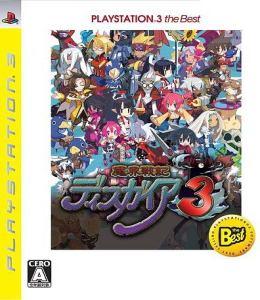 PLAYSTATION 3 the Best
PLAYSTATION 3
魔界戦記
ディスガイア3
the Best
CERO
A